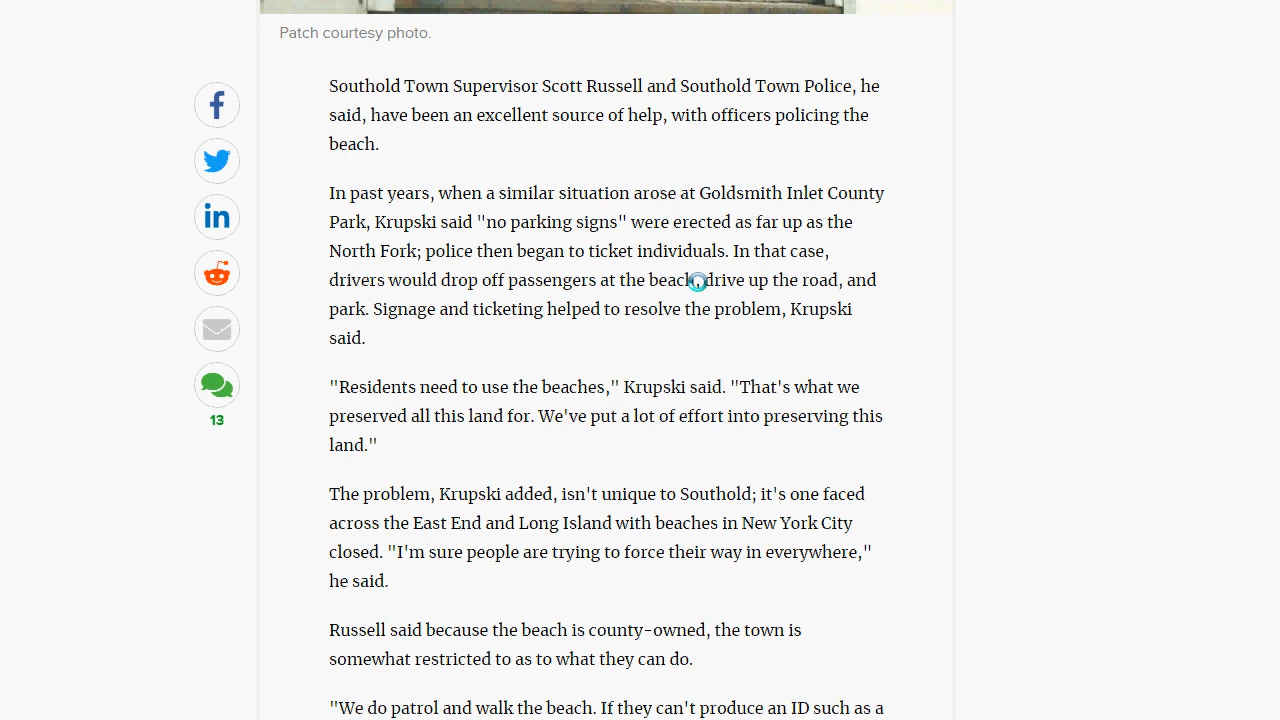 Patch courtesy photo.
Southold Town Supervisor Scott Russell and Southold Town Police, he
said, have been an excellent source of help, with officers policing the
beach.
In past years, when a similar situation arose at Goldsmith Inlet County
Park, Krupski said "no parking signs" were erected as far up as the
North Fork; police then began to ticket individuals. In that case,
drivers would drop off passengers at the beach, drive up the road, and
park. Signage and ticketing helped to resolve the problem, Krupski
said.
"Residents need to use the beaches," Krupski said. "That's what we
preserved all this land for. We've put a lot of effort into preserving this
land."
The problem, Krupski added, isn't unique to Southold; it's one faced
across the East End and Long Island with beaches in New York City
closed. "I'm sure people are trying to force their way in everywhere,"
he said.
Russell said because the beach is county-owned, the town is
somewhat restricted to as to what they can do.
"We do patrol and walk the beach. If they can't produce an ID such as a
13